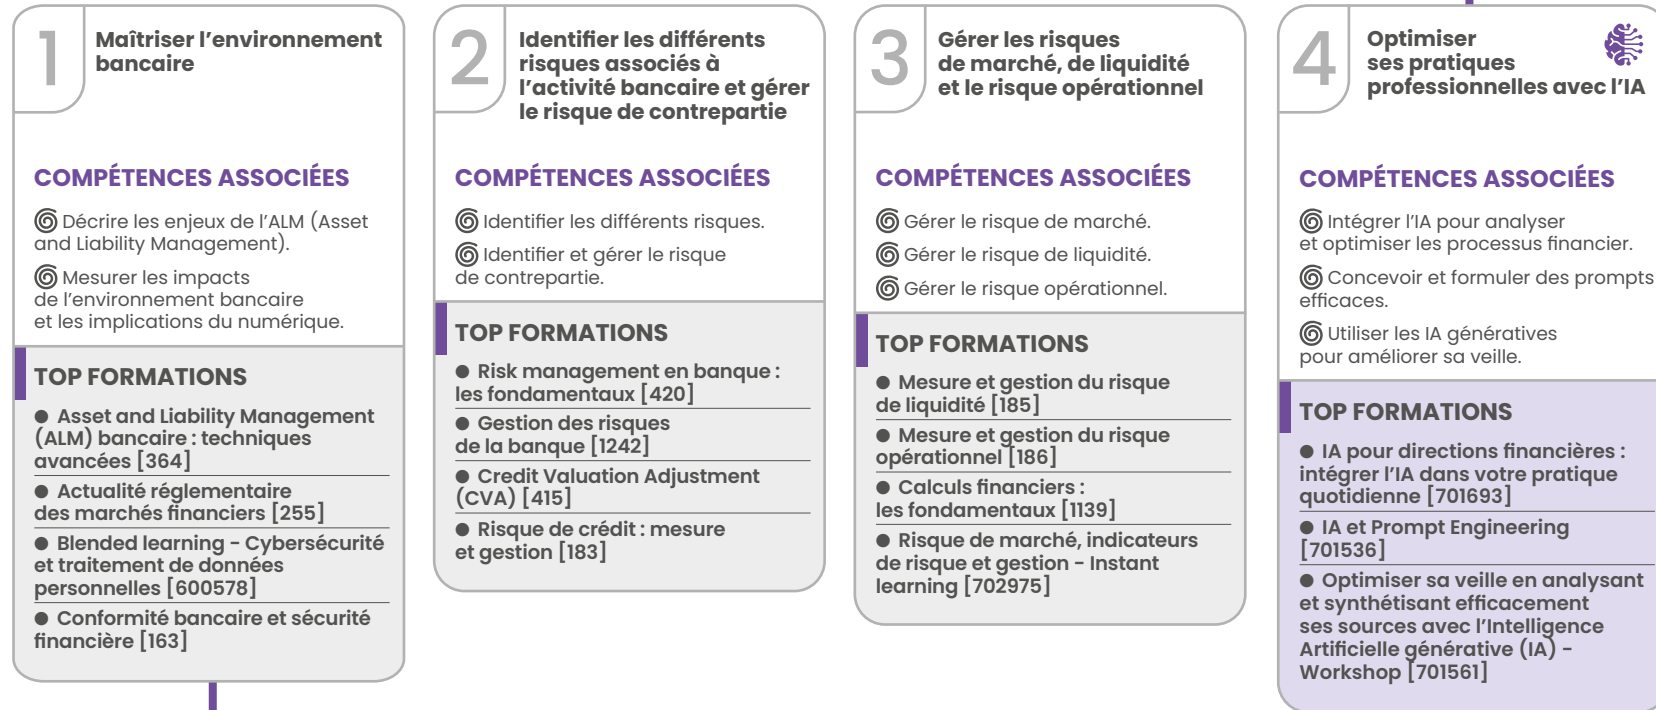 1
Maîtriser l'environnement
bancaire
COMPÉTENCES ASSOCIÉES
Décrire les enjeux de l'ALM (Asset
and Liability Management).
Mesurer les impacts
de l'environnement bancaire
et les implications du numérique.
TOP FORMATIONS
● Asset and Liability Management
(ALM) bancaire : techniques
avancées [364]
● Actualité réglementaire
des marchés financiers [255]
● Blended learning - Cybersécurité
et traitement de données
personnelles [600578]
● Conformité bancaire et sécurité
financière [163]
2
Identifier les différents
risques associés à
l'activité bancaire et gérer
le risque de contrepartie
COMPÉTENCES ASSOCIÉES
Identifier les différents risques.
Identifier et gérer le risque
de contrepartie.
TOP FORMATIONS
● Risk management en banque :
les fondamentaux [420]
● Gestion des risques
de la banque [1242]
● Credit Valuation Adjustment
(CVA) [415]
● Risque de crédit : mesure
et gestion [183]
3
Gérer les risques
de marché, de liquidité
et le risque opérationnel
COMPÉTENCES ASSOCIÉES
Gérer le risque de marché.
Gérer le risque de liquidité.
Gérer le risque opérationnel.
TOP FORMATIONS
● Mesure et gestion du risque
de liquidité [185]
● Mesure et gestion du risque
opérationnel [186]
● Calculs financiers :
les fondamentaux [1139]
● Risque de marché, indicateurs
de risque et gestion - Instant
learning [702975]
4
Optimiser
ses pratiques
professionnelles avec l'IA
COMPÉTENCES ASSOCIÉES
Intégrer l'IA pour analyser
et optimiser les processus financier.
Concevoir et formuler des prompts
efficaces.
Utiliser les IA génératives
pour améliorer sa veille.
TOP FORMATIONS
● IA pour directions financières :
intégrer l'IA dans votre pratique
quotidienne [701693]
● IA et Prompt Engineering
[701536]
● Optimiser sa veille en analysant
et synthétisant efficacement
ses sources avec l'Intelligence
Artificielle générative (IA) -
Workshop [701561]